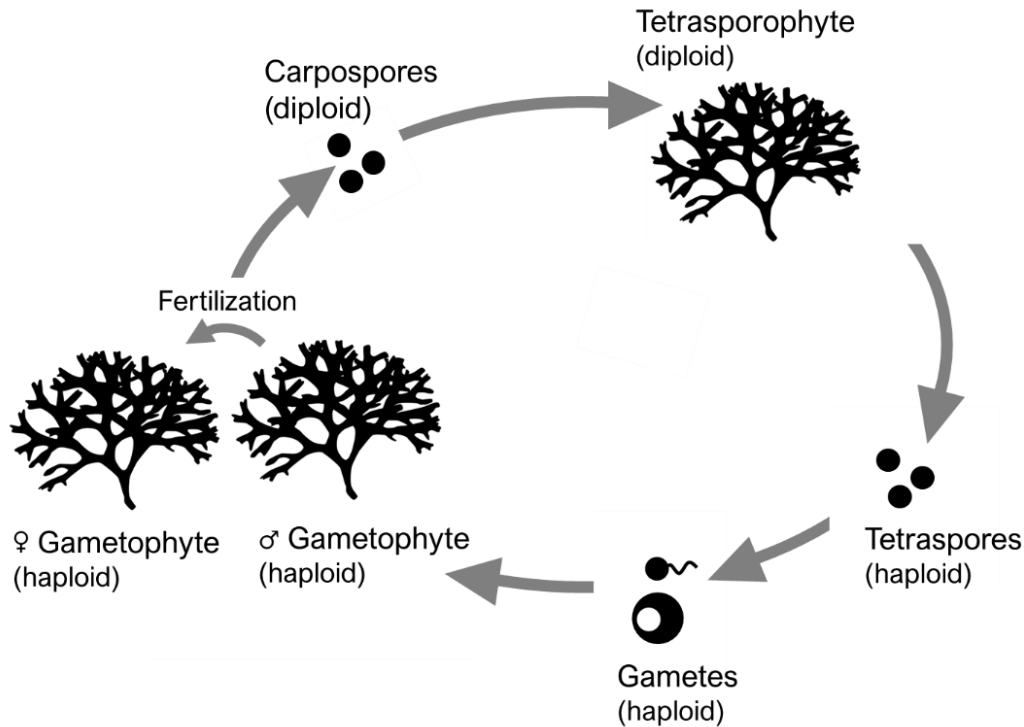 Tetrasporophyte
(diploid)
Carpospores
(diploid)
Fertilization
♀ Gametophyte
(haploid)
♂ Gametophyte
(haploid)
Tetraspores
(haploid)
Gametes
(haploid)